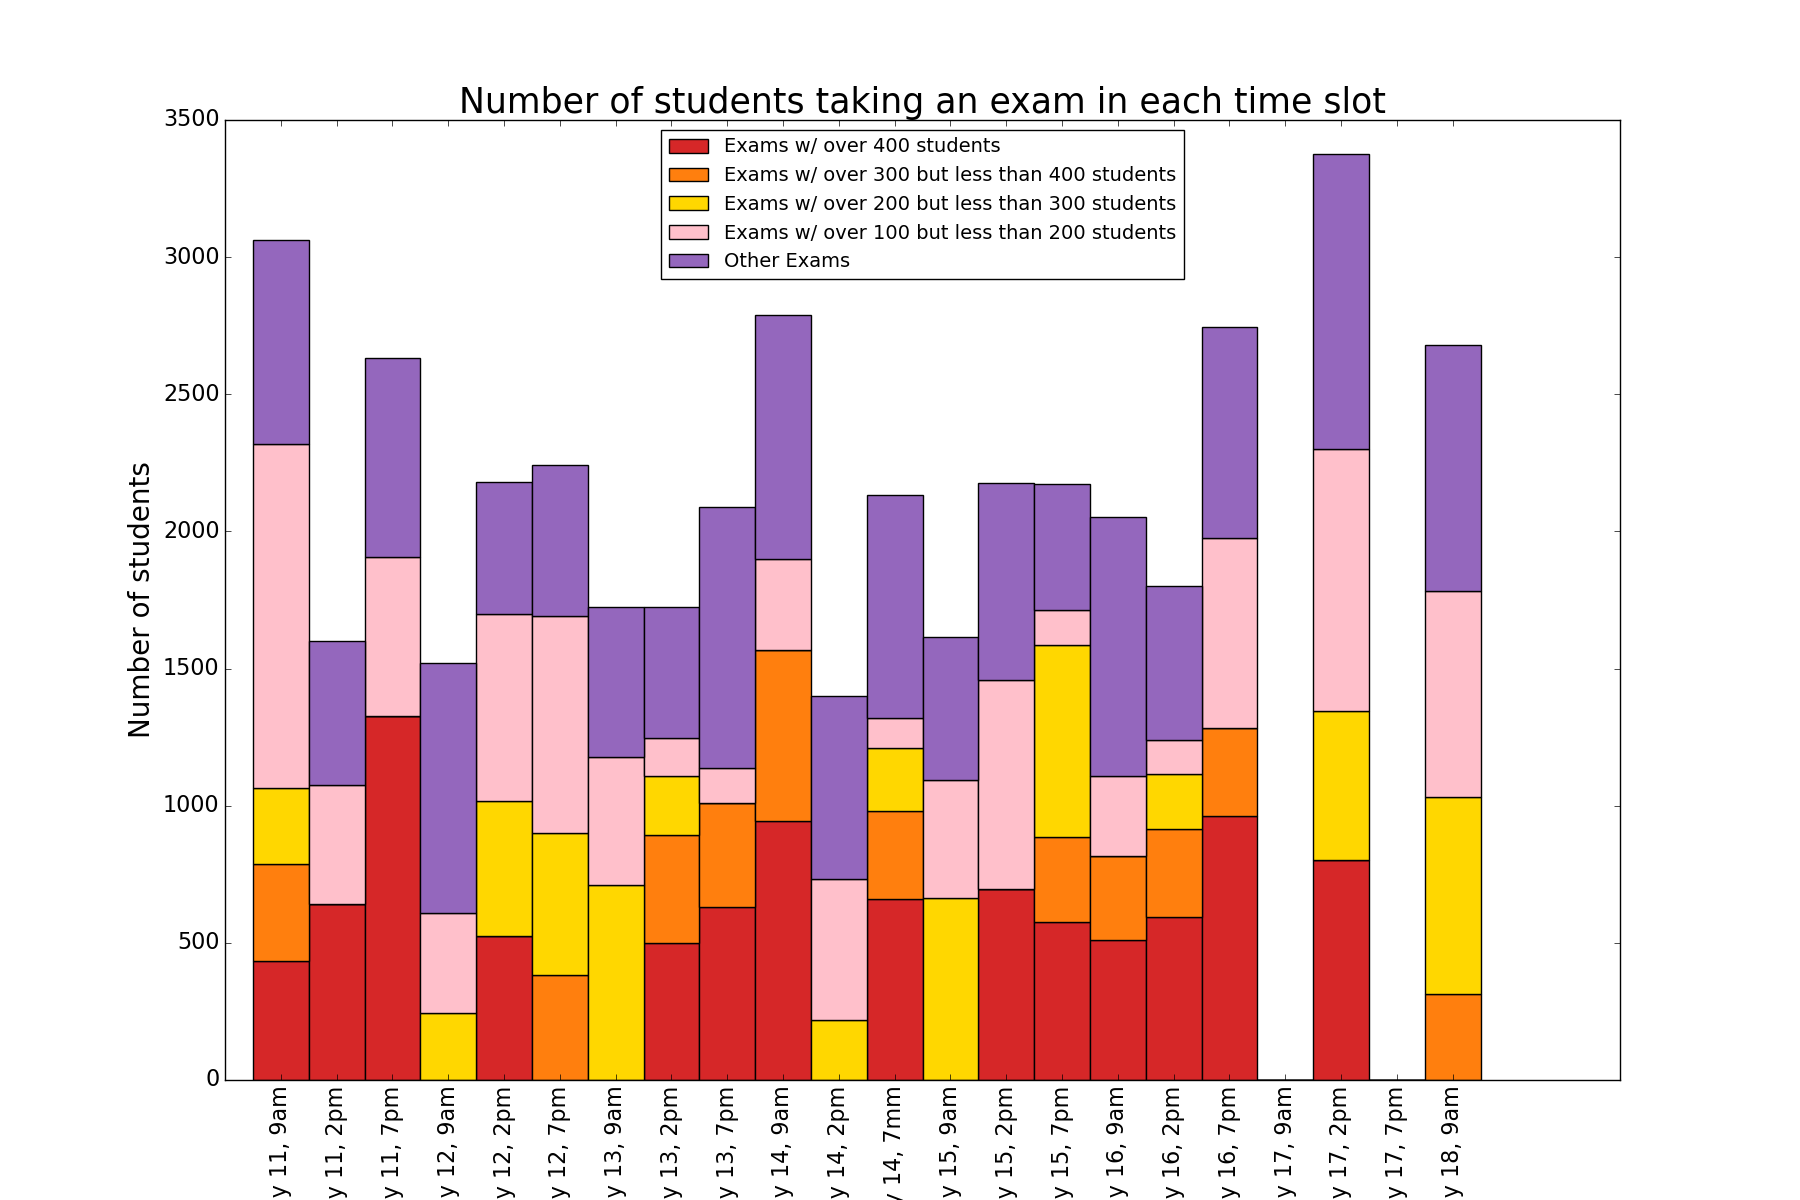 Number of students taking an exam in each time slot
Exams w/ over 400 students
Exams w/ over 300 but less than 400 students
Exams w/ over 200 but less than 300 students
Exams w/ over 100 but less than 200 students
Other Exams
Number of students
3500
3000
2500
2000
1500
1000
500
0
y 11, 9am
y 11, 2pm
y 11, 7pm
y 12, 9am
y 12, 2pm
y 12, 7pm
y 13, 9am
y 13, 2pm
y 13, 7pm
y 14, 9am
y 14, 2pm
y 14, 7mm
y 15, 9am
y 15, 2pm
y 15, 7pm
y 16, 9am
y 16, 2pm
y 16, 7pm
y 17, 9am
y 17, 2pm
y 17, 7pm
y 18, 9am